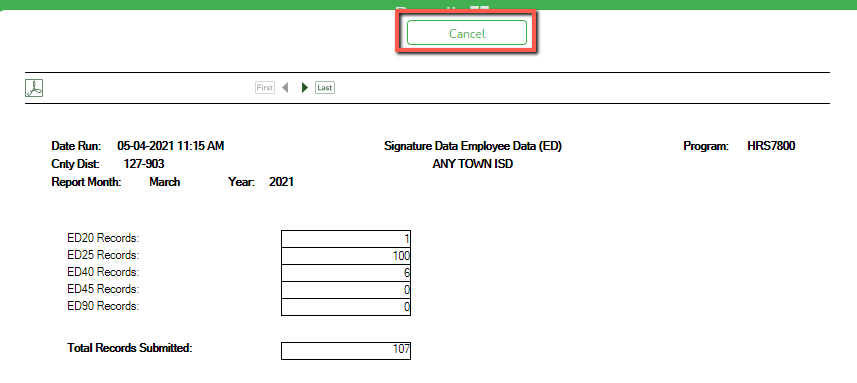 Cancel
First Last
Date Run: 05-04-2021 11:15 AM Signature Data Employee Data (ED) Program: HRS7800
Cnty Dist: 127-903 ANY TOWN ISD
Report Month: March Year: 2021
ED20 Records: 1
ED25 Records: 100
ED40 Records: 6
ED45 Records: 0
ED90 Records: 0
Total Records Submitted: 107